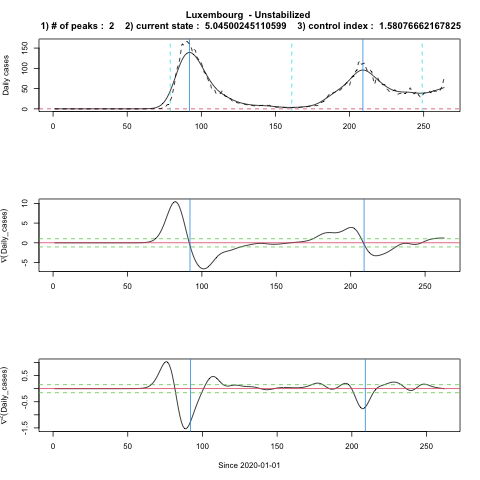 Luxembourg - Unstabilized
1) # of peaks : 2 2) current state : 5.04500245110599 3) control index : 1.58076662167825
Daily cases
150
100
50
0
0 50 100 150 200 250
∇(Daily_cases)
10
5
0
-5
0 50 100 150 200 250
∇²(Daily_cases)
0.5
-0.5
-1.5
0 50 100 150 200 250
Since 2020-01-01